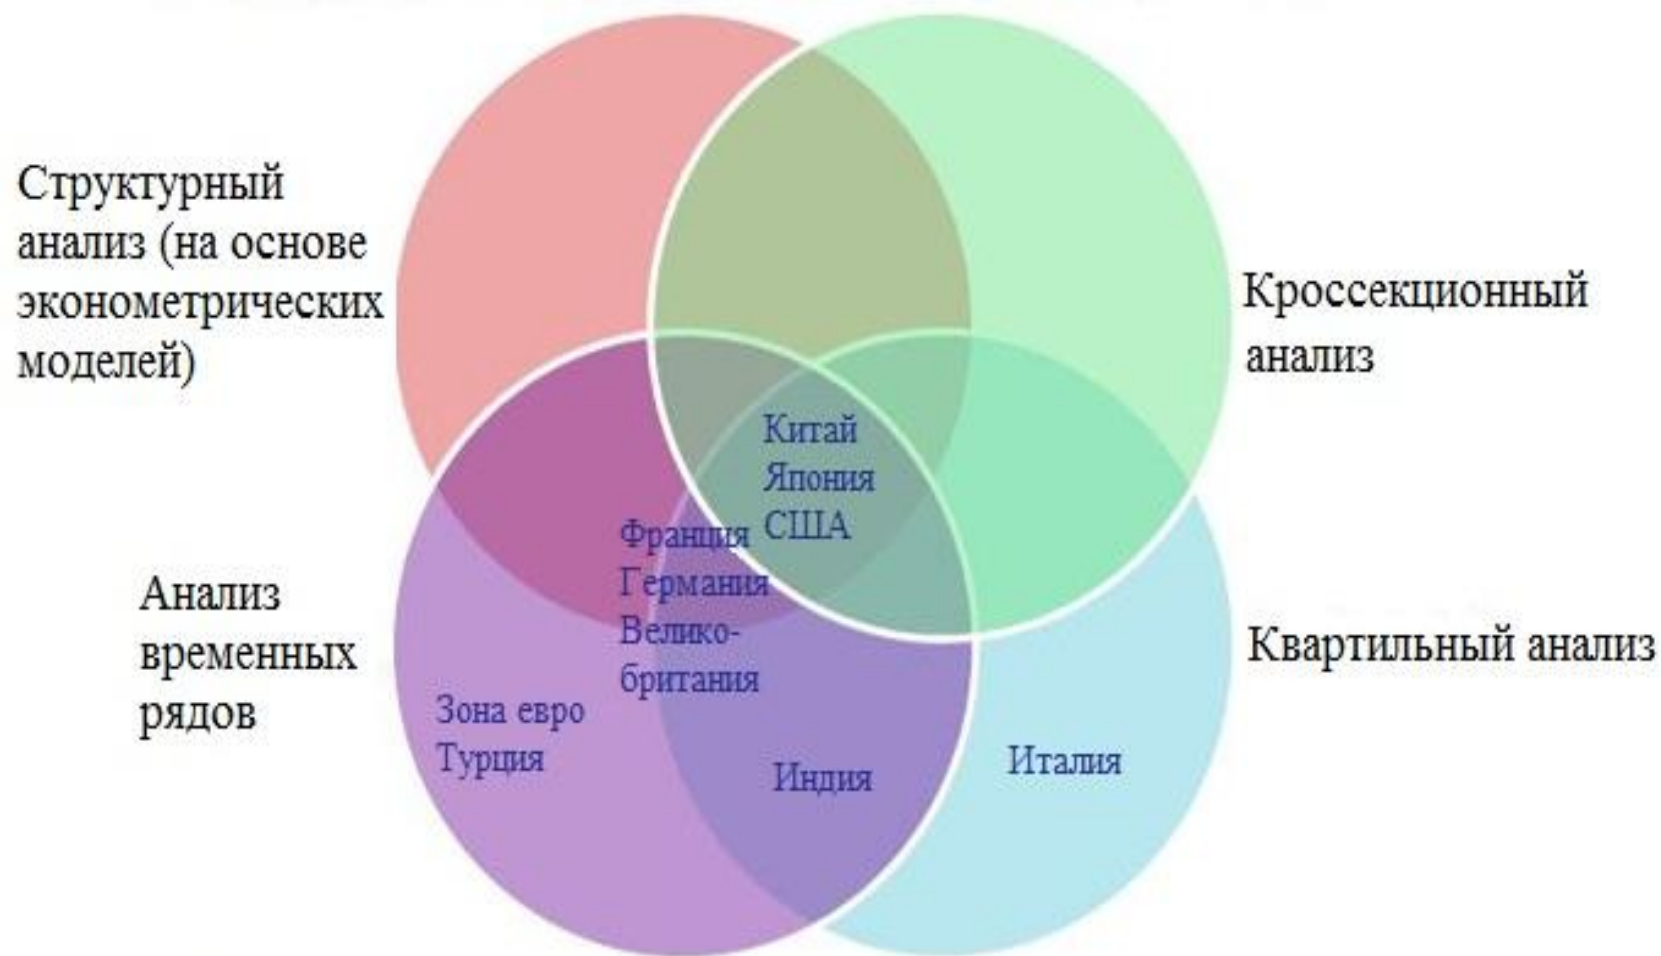 Структурный
анализ (на основе
эконометрических
моделей)
Кроссекционный
анализ
Китай
Япония
США
Франция
Германия
Велико-
британия
Анализ
временных
рядов
Квартильный анализ
Зона евро
Турция
Индия
Италия